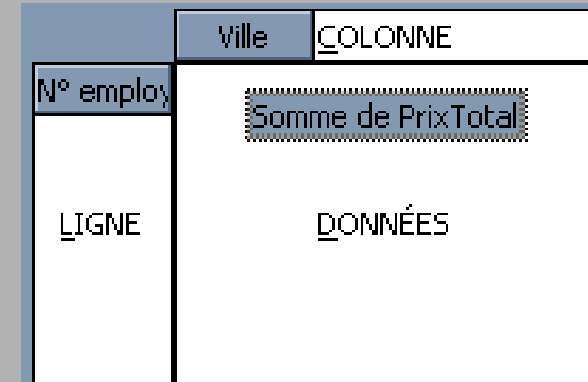 Ville COLONNE
N° employ
Somme de PrixTotal
LIGNE DONNÉES